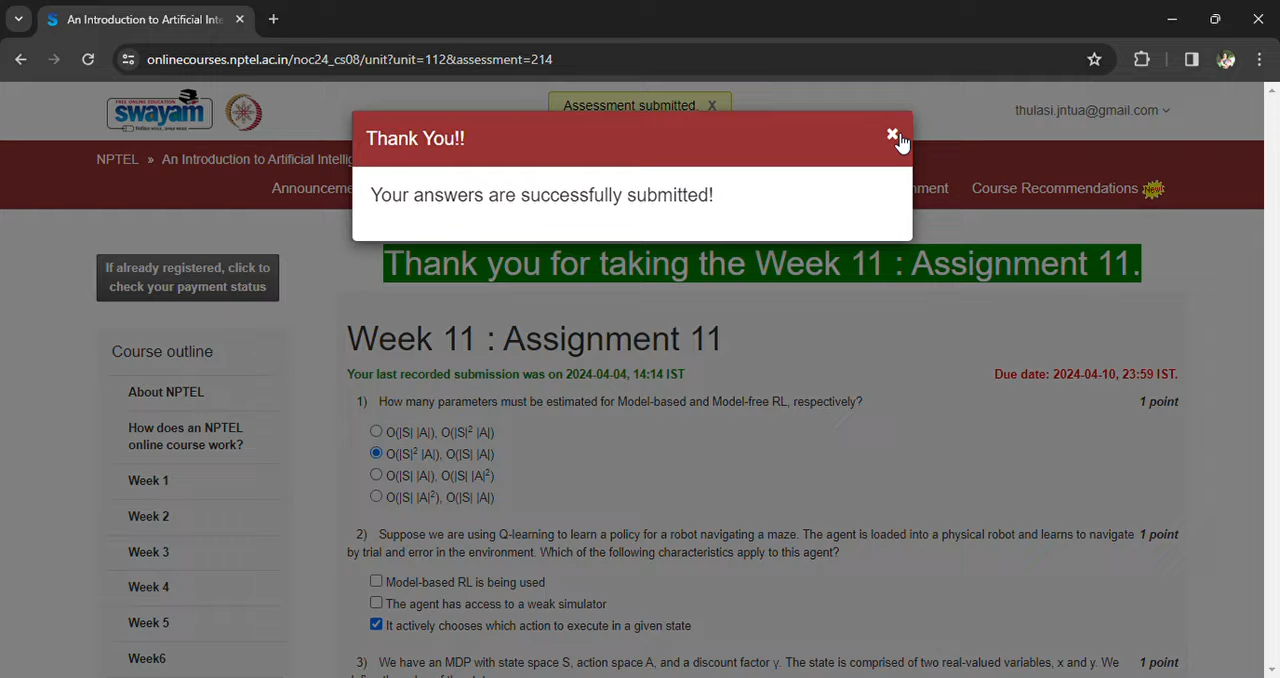 An Introduction to Artificial Inte
onlinecourses.nptel.ac.in/noc24_cs08/unit?unit=112&assessment=214
FREE ONLINE EDUCATION
swayam
Assessment submitted. X
thulasi.jntua@gmail.com
NPTEL » An Introduction to Artificial Intellig
Thank You!!
Announceme
nment
Course Recommendations New!
Your answers are successfully submitted!
If already registered, click to
check your payment status
Thank you for taking the Week 11 : Assignment 11.
Course outline
About NPTEL
How does an NPTEL
online course work?
Week 1
Week 2
Week 3
Week 4
Week 5
Week6
Week 11 : Assignment 11
Your last recorded submission was on 2024-04-04, 14:14 IST
Due date: 2024-04-10, 23:59 IST.
1) How many parameters must be estimated for Model-based and Model-free RL, respectively? 1 point
O(|S| |A|), O(|S|² |A|)
O(|S|² |A|), O(|S| |A|)
O(|S| |A|), O(|S| |A|²)
O(|S| |A|²), O(|S| |A|)
2) Suppose we are using Q-learning to learn a policy for a robot navigating a maze. The agent is loaded into a physical robot and learns to navigate 1 point
by trial and error in the environment. Which of the following characteristics apply to this agent?
Model-based RL is being used
The agent has access to a weak simulator
It actively chooses which action to execute in a given state
3) We have an MDP with state space S, action space A, and a discount factor γ. The state is comprised of two real-valued variables, x and y. We 1 point